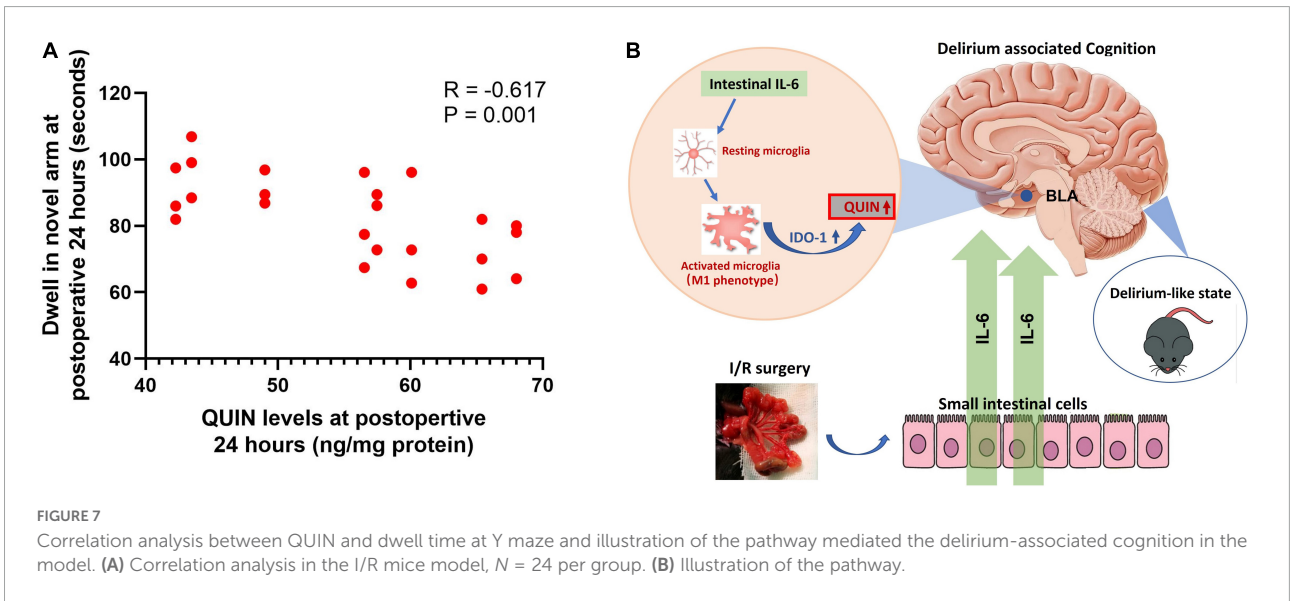 A
Dwell in novel arm at
postoperative 24 hours (seconds)
120
100
80
60
40
R = -0.617
P = 0.001
40
50
60
70
QUIN levels at postopertive
24 hours (ng/mg protein)
B
Delirium associated Cognition
Intestinal IL-6
Resting microglia
QUIN
IDO-1
Activated microglia
(M1 phenotype)
BLA
Delirium-like state
IL-6
IL-6
I/R surgery
Small intestinal cells
FIGURE 7
Correlation analysis between QUIN and dwell time at Y maze and illustration of the pathway mediated the delirium-associated cognition in the
model. (A) Correlation analysis in the I/R mice model, N = 24 per group. (B) Illustration of the pathway.